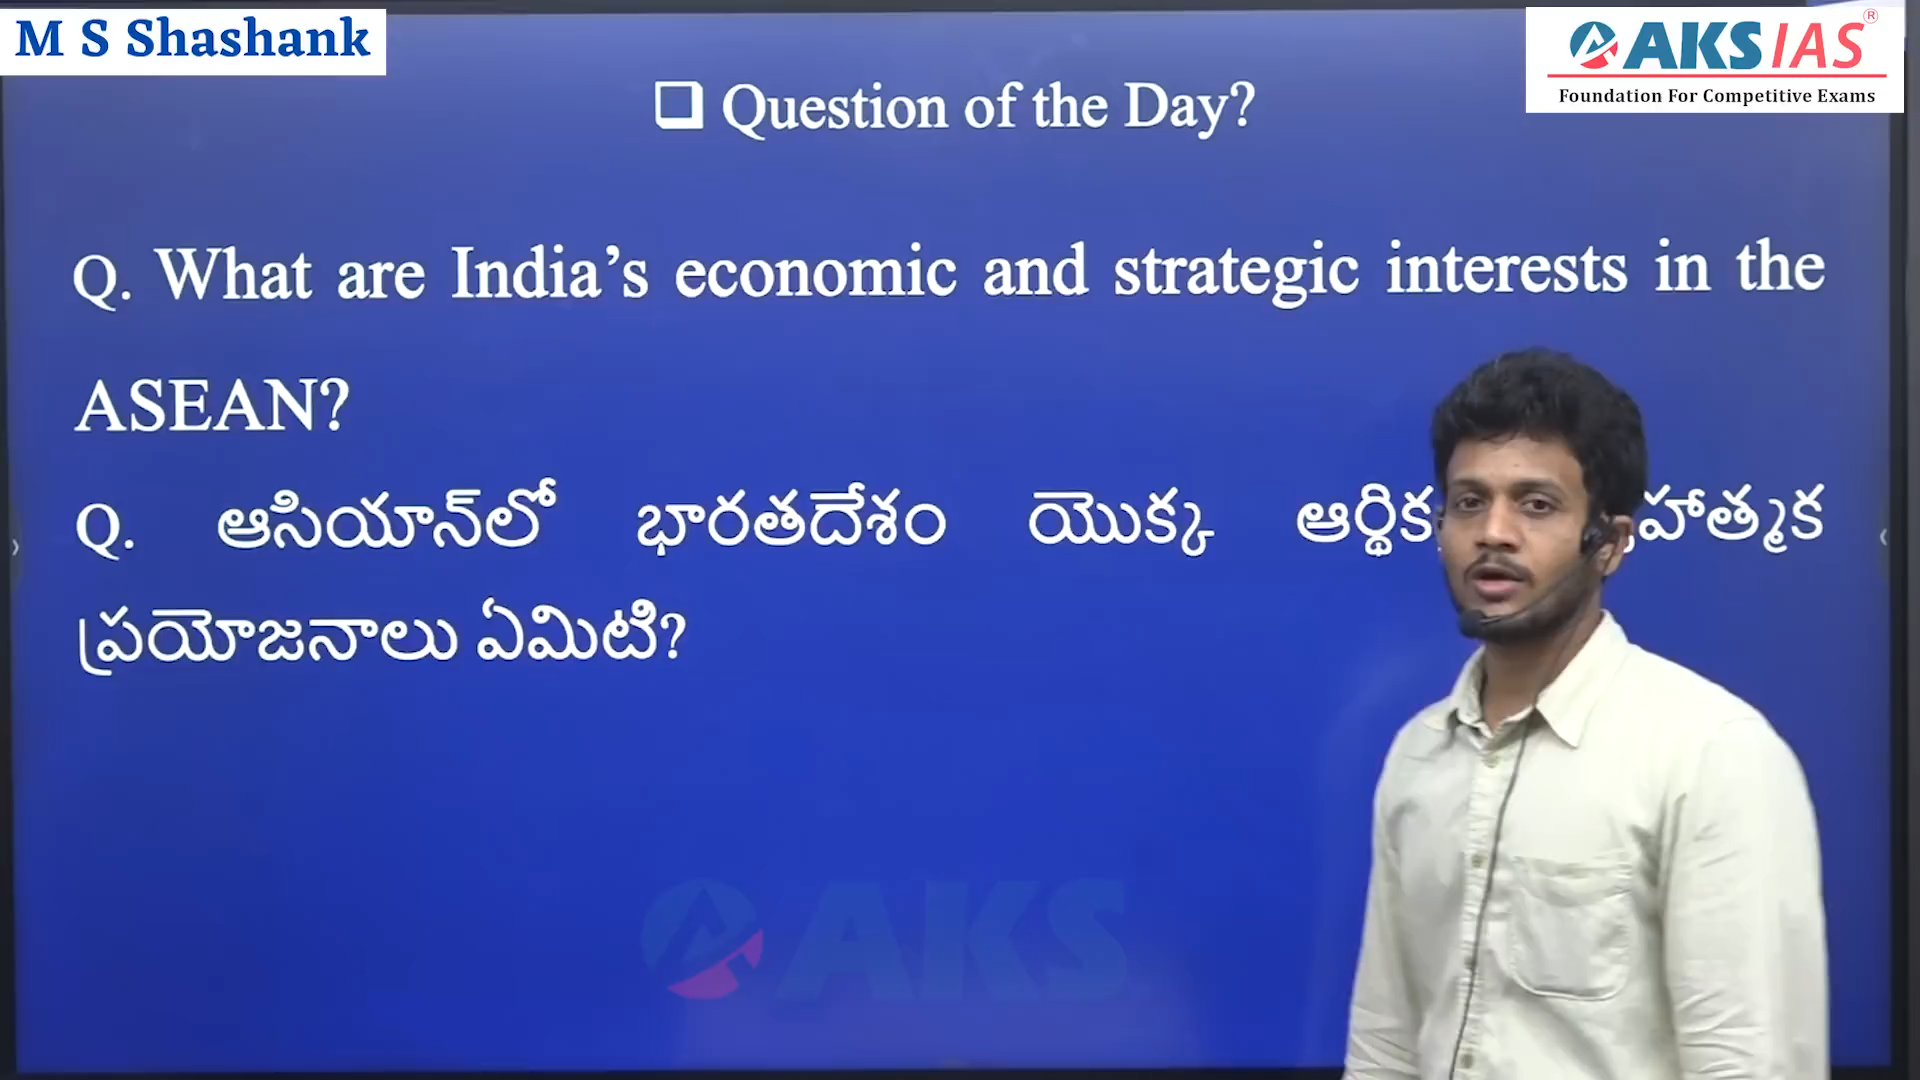 M S Shashank
AKS IAS®
Foundation For Competitive Exams
❑ Question of the Day?
Q. What are India’s economic and strategic interests in the
ASEAN?
Q. ఆసియాన్‌లో భారతదేశం యొక్క ఆర్థిక
ప్రయోజనాలు ఏమిటి?
AKS